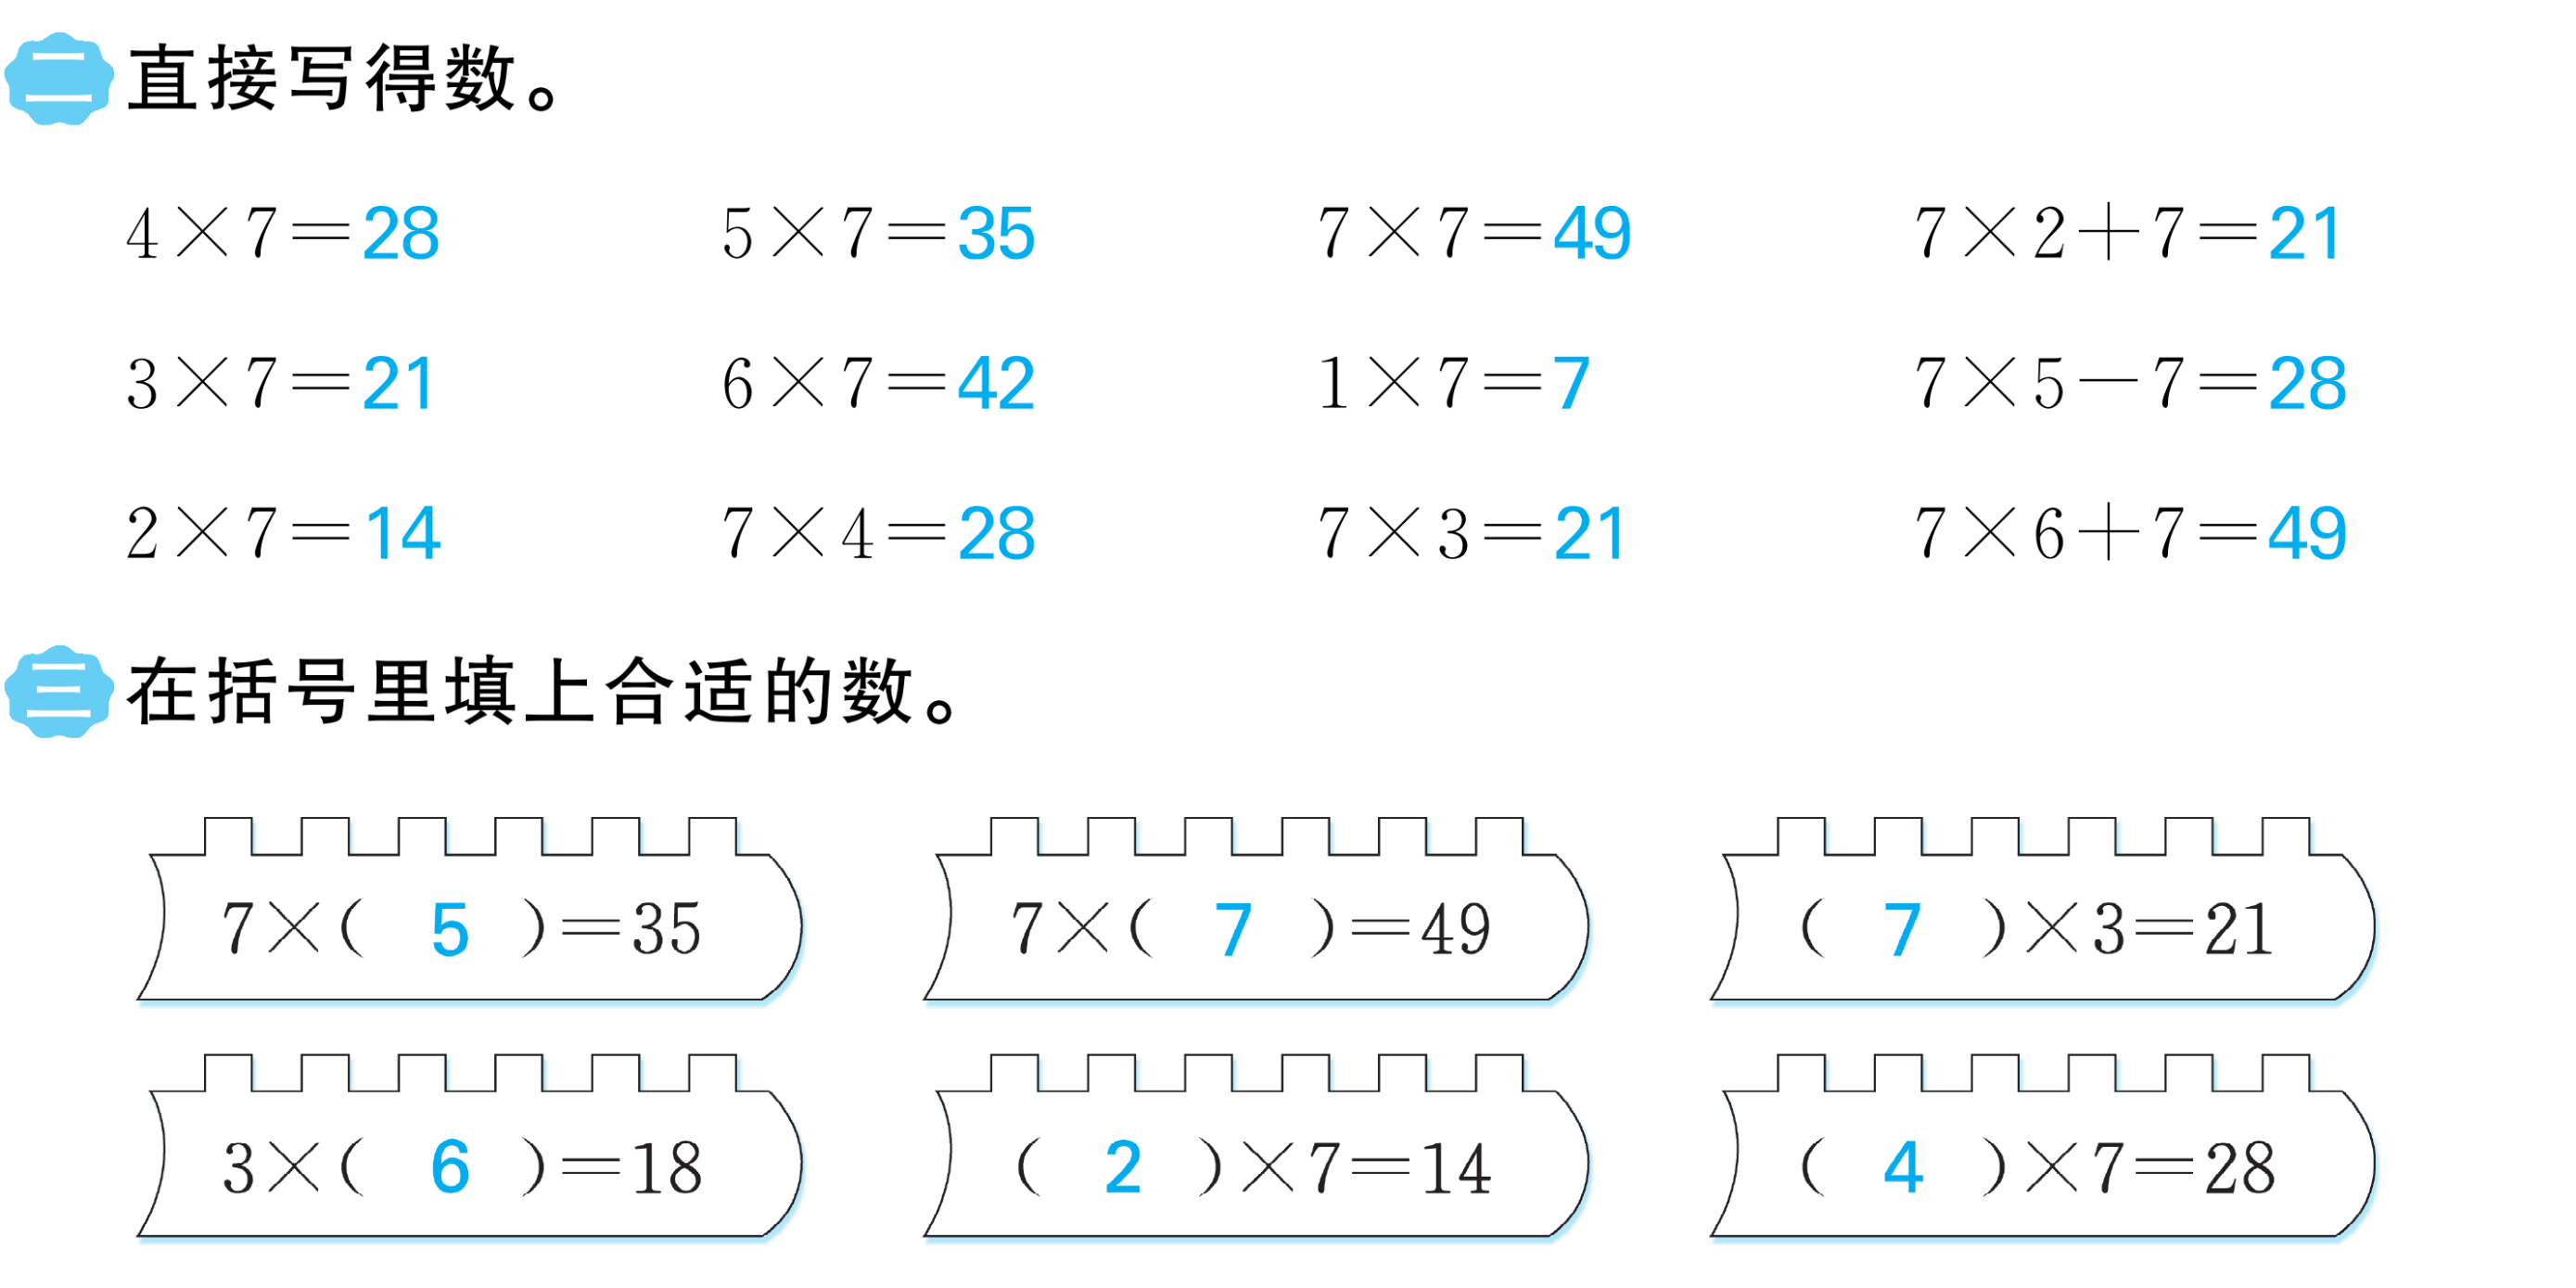 二 直接写得数。
4×7=28 5×7=35 7×7=49 7×2+7=21
3×7=21 6×7=42 1×7=7 7×5-7=28
2×7=14 7×4=28 7×3=21 7×6+7=49
三 在括号里填上合适的数。
7×( 5 )=35 7×( 7 )=49 ( 7 )×3=21
3×( 6 )=18 ( 2 )×7=14 ( 4 )×7=28